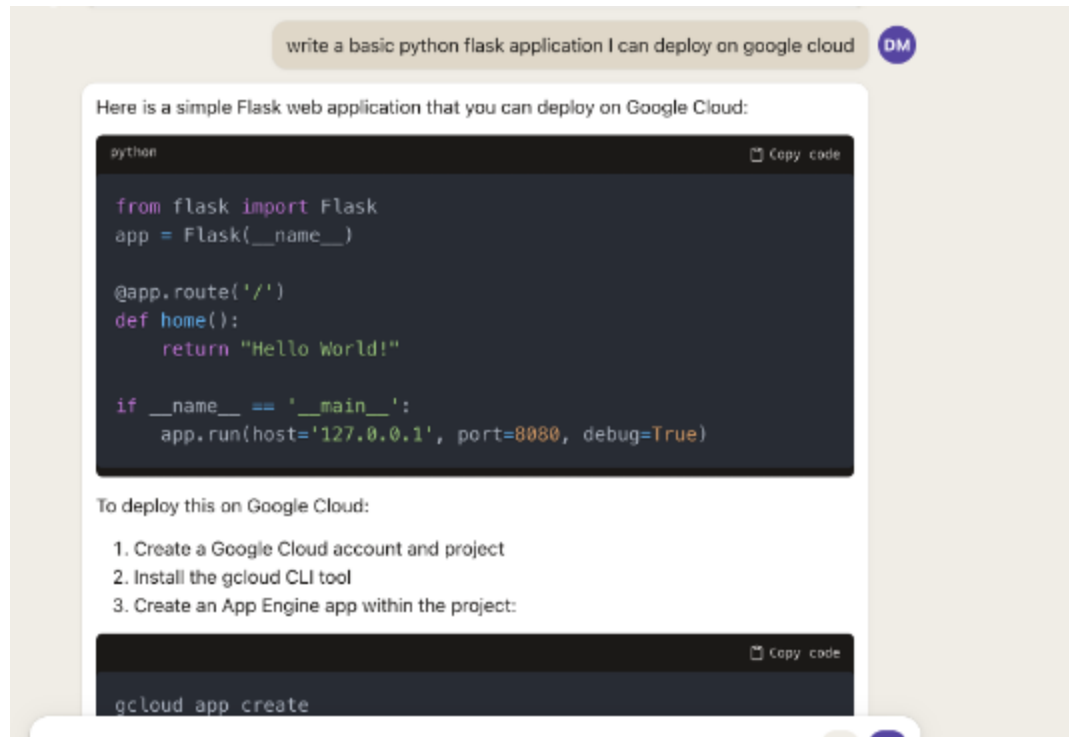 write a basic python flask application I can deploy on google cloud
DM
Here is a simple Flask web application that you can deploy on Google Cloud:
python
Copy code
from flask import Flask
app = Flask(__name__)
@app.route('/')
def home():
    return "Hello World!"
if __name__ == '__main__':
    app.run(host='127.0.0.1', port=8080, debug=True)
To deploy this on Google Cloud:
1. Create a Google Cloud account and project
2. Install the gcloud CLI tool
3. Create an App Engine app within the project:
Copy code
gcloud app create